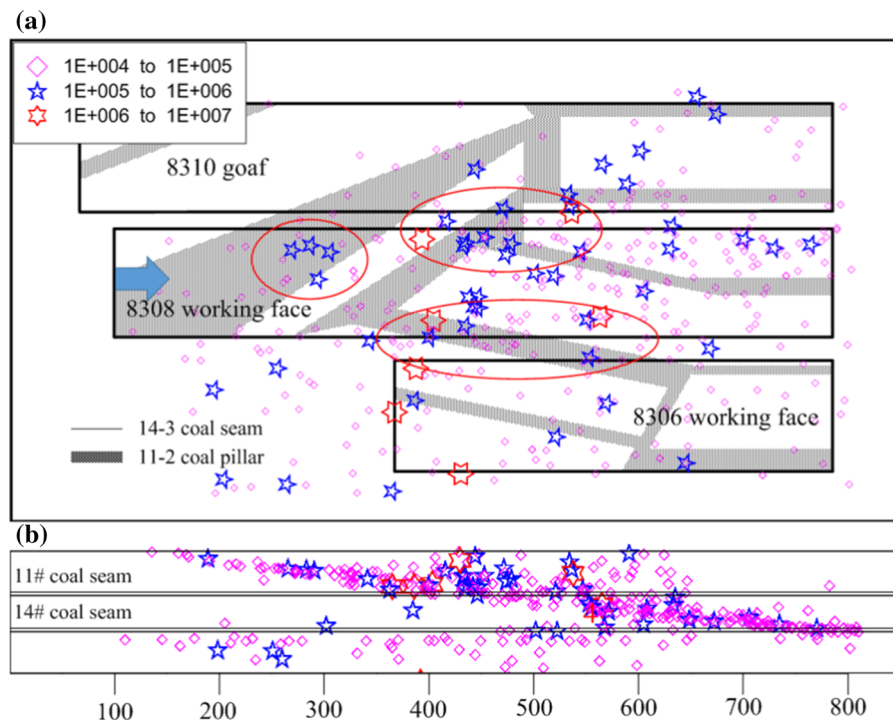 (a)
1E+004 to 1E+005
1E+005 to 1E+006
1E+006 to 1E+007
8310 goaf
8308 working face
8306 working face
14-3 coal seam
11-2 coal pillar
(b)
11# coal seam
14# coal seam
100 200 300 400 500 600 700 800